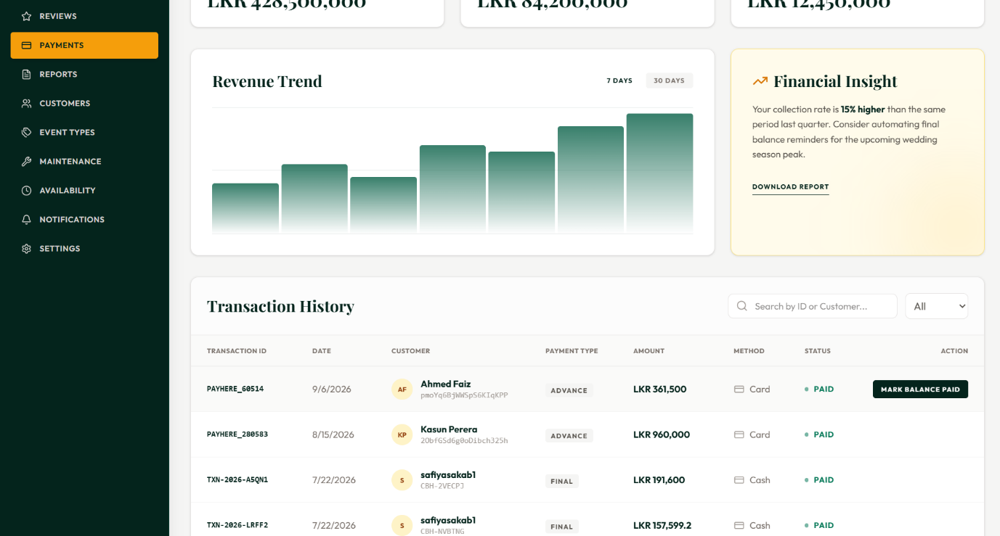 REVIEWS
PAYMENTS
REPORTS
CUSTOMERS
EVENT TYPES
MAINTENANCE
AVAILABILITY
NOTIFICATIONS
SETTINGS
LKR 428,500,000
LKR 84,200,000
LKR 12,450,000
Revenue Trend
7 DAYS
30 DAYS
Financial Insight
Your collection rate is 15% higher than the same
period last quarter. Consider automating final
balance reminders for the upcoming wedding
season peak.
DOWNLOAD REPORT
Transaction History
Search by ID or Customer...
All
TRANSACTION ID DATE CUSTOMER PAYMENT TYPE AMOUNT METHOD STATUS ACTION
PAYHERE_60514 9/6/2026 AF Ahmed Faiz ADVANCE LKR 361,500 Card PAID MARK BALANCE PAID
pmoYq6BjWWSpS6KIqKPP
PAYHERE_280583 8/15/2026 KP Kasun Perera ADVANCE LKR 960,000 Card PAID
2ObfGSd6g0oDibch325h
TXN-2026-A5QN1 7/22/2026 S safiyasakab1 FINAL LKR 191,600 Cash PAID
CBH-2VECPJ
TXN-2026-LRFF2 7/22/2026 S safiyasakab1 FINAL LKR 157,599.2 Cash PAID
CBH-NVBTNG